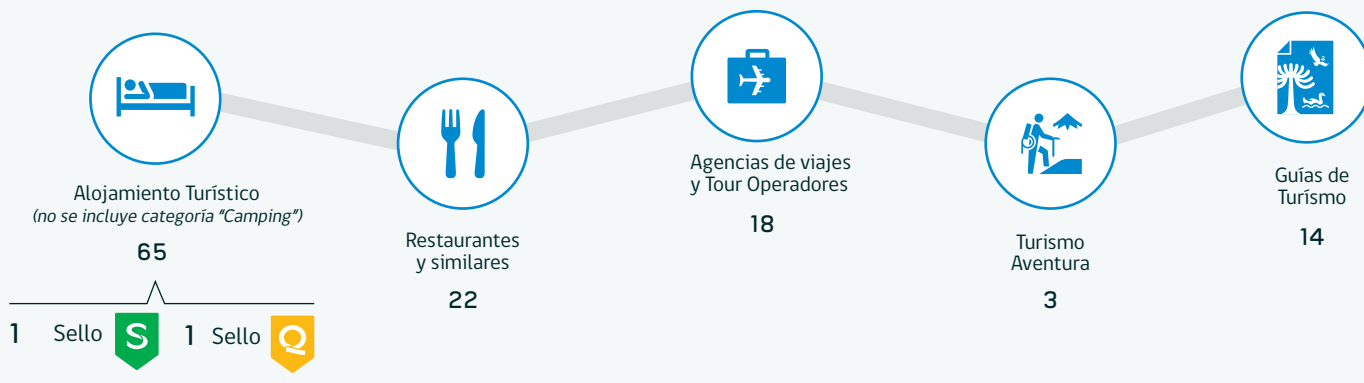 Alojamiento Turístico
(no se incluye categoría "Camping")
65
1 Sello S 1 Sello Q
Restaurantes
y similares
22
Agencias de viajes
y Tour Operadores
18
Turismo
Aventura
3
Guías de
Turísmo
14